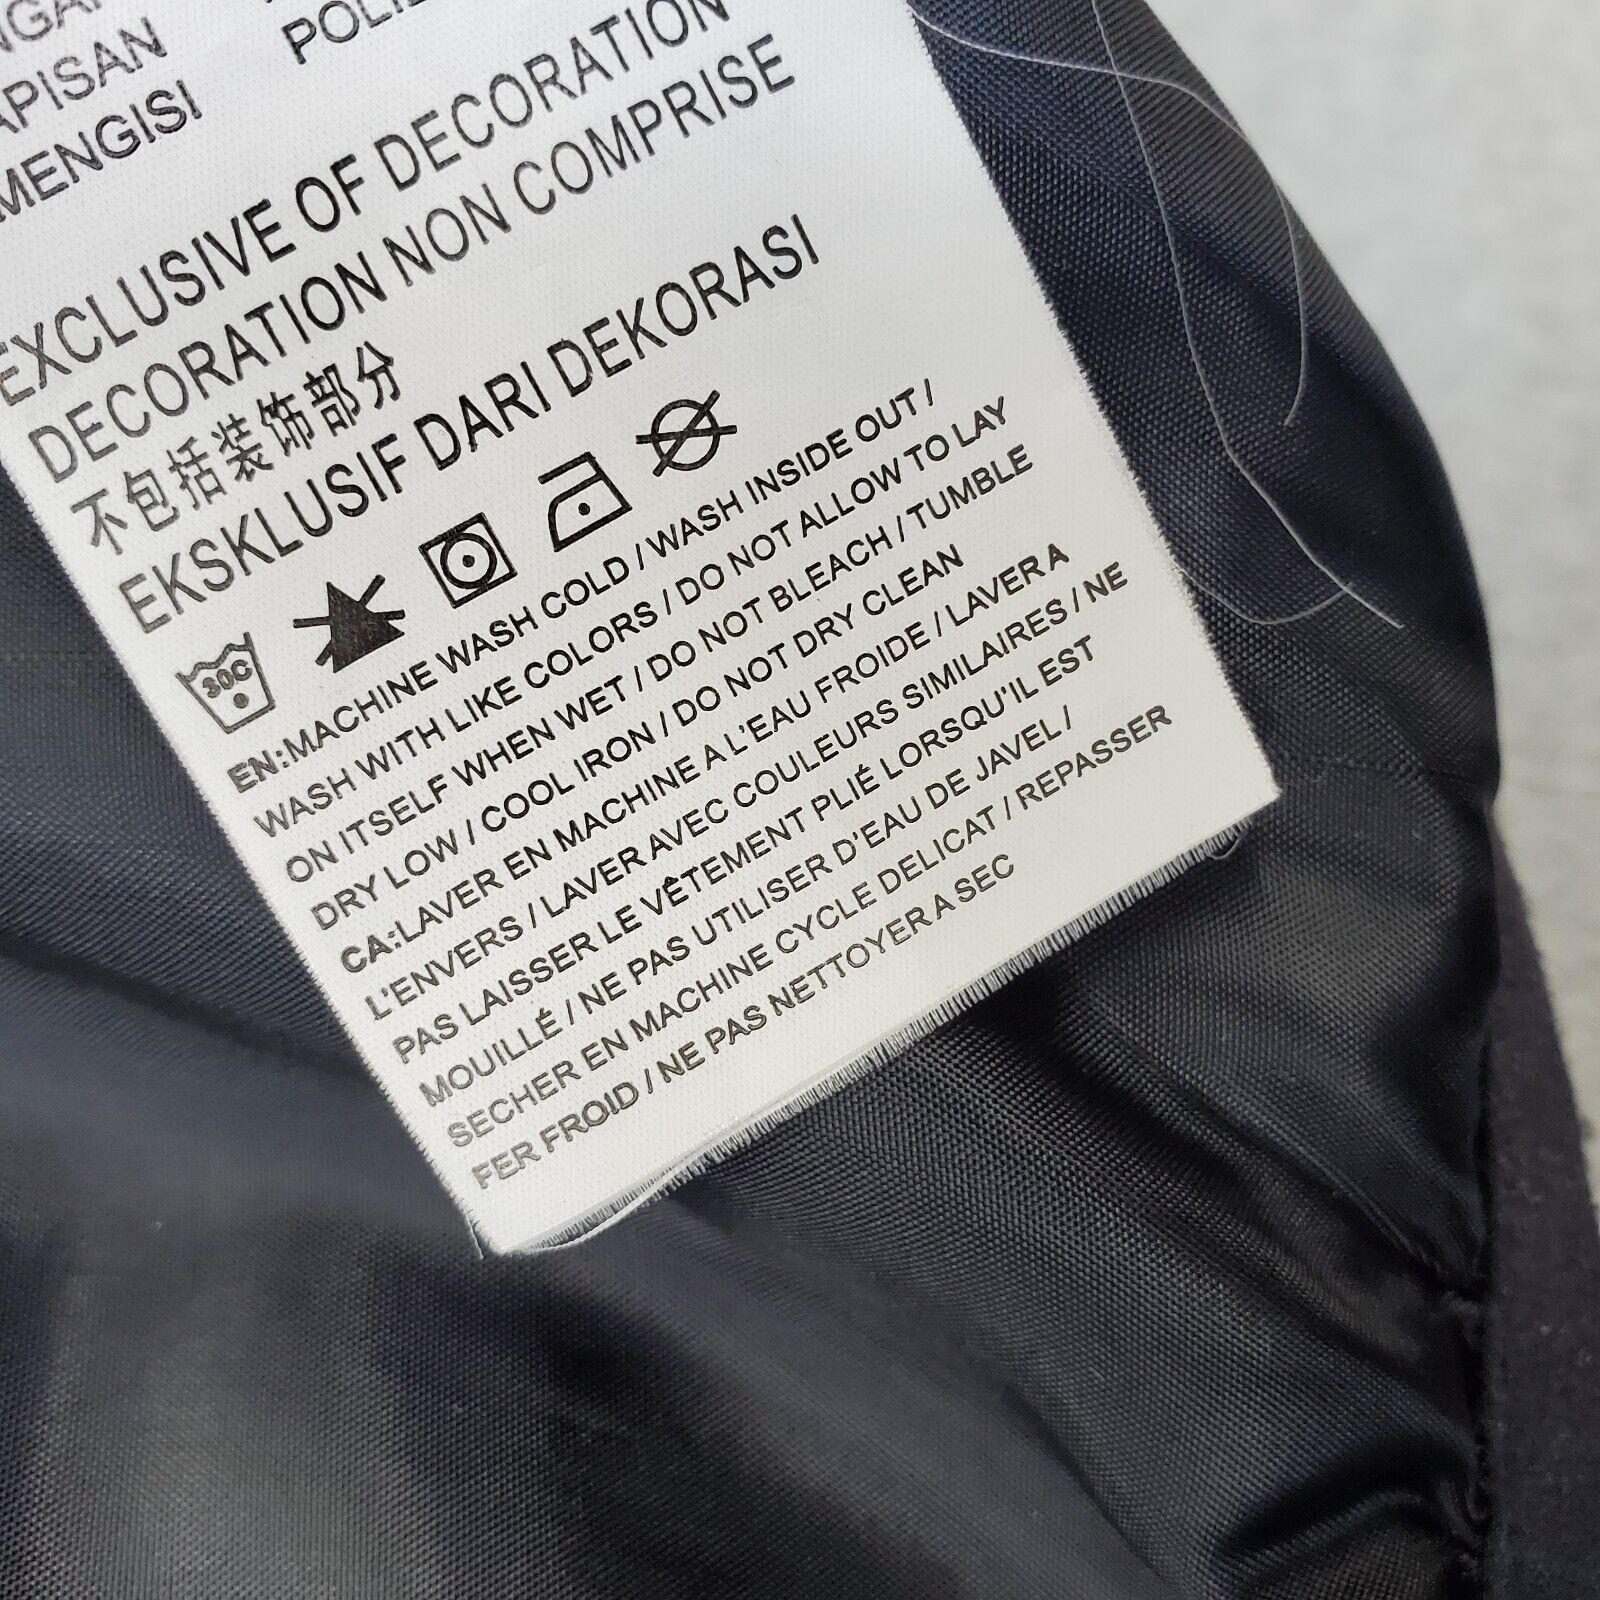 APISAN
MENGISI
EXCLUSIVE OF DECORATION
DECORATION NON COMPRISE
不包括装饰部分
EKSKLUSIF DARI DEKORASI
30C
EN:MACHINE WASH COLD / WASH INSIDE OUT /
WASH WITH LIKE COLORS / DO NOT ALLOW TO LAY
ON ITSELF WHEN WET / DO NOT BLEACH / TUMBLE
DRY LOW / COOL IRON / DO NOT DRY CLEAN
CA:LAVER EN MACHINE A L'EAU FROIDE / LAVER A
L'ENVERS / LAVER AVEC COULEURS SIMILAIRES / NE
PAS LAISSER LE VÊTEMENT PLIÉ LORSQU'IL EST
MOUILLÉ / NE PAS UTILISER D'EAU DE JAVEL /
SECHER EN MACHINE CYCLE DELICAT / REPASSER
FER FROID / NE PAS NETTOYER A SEC